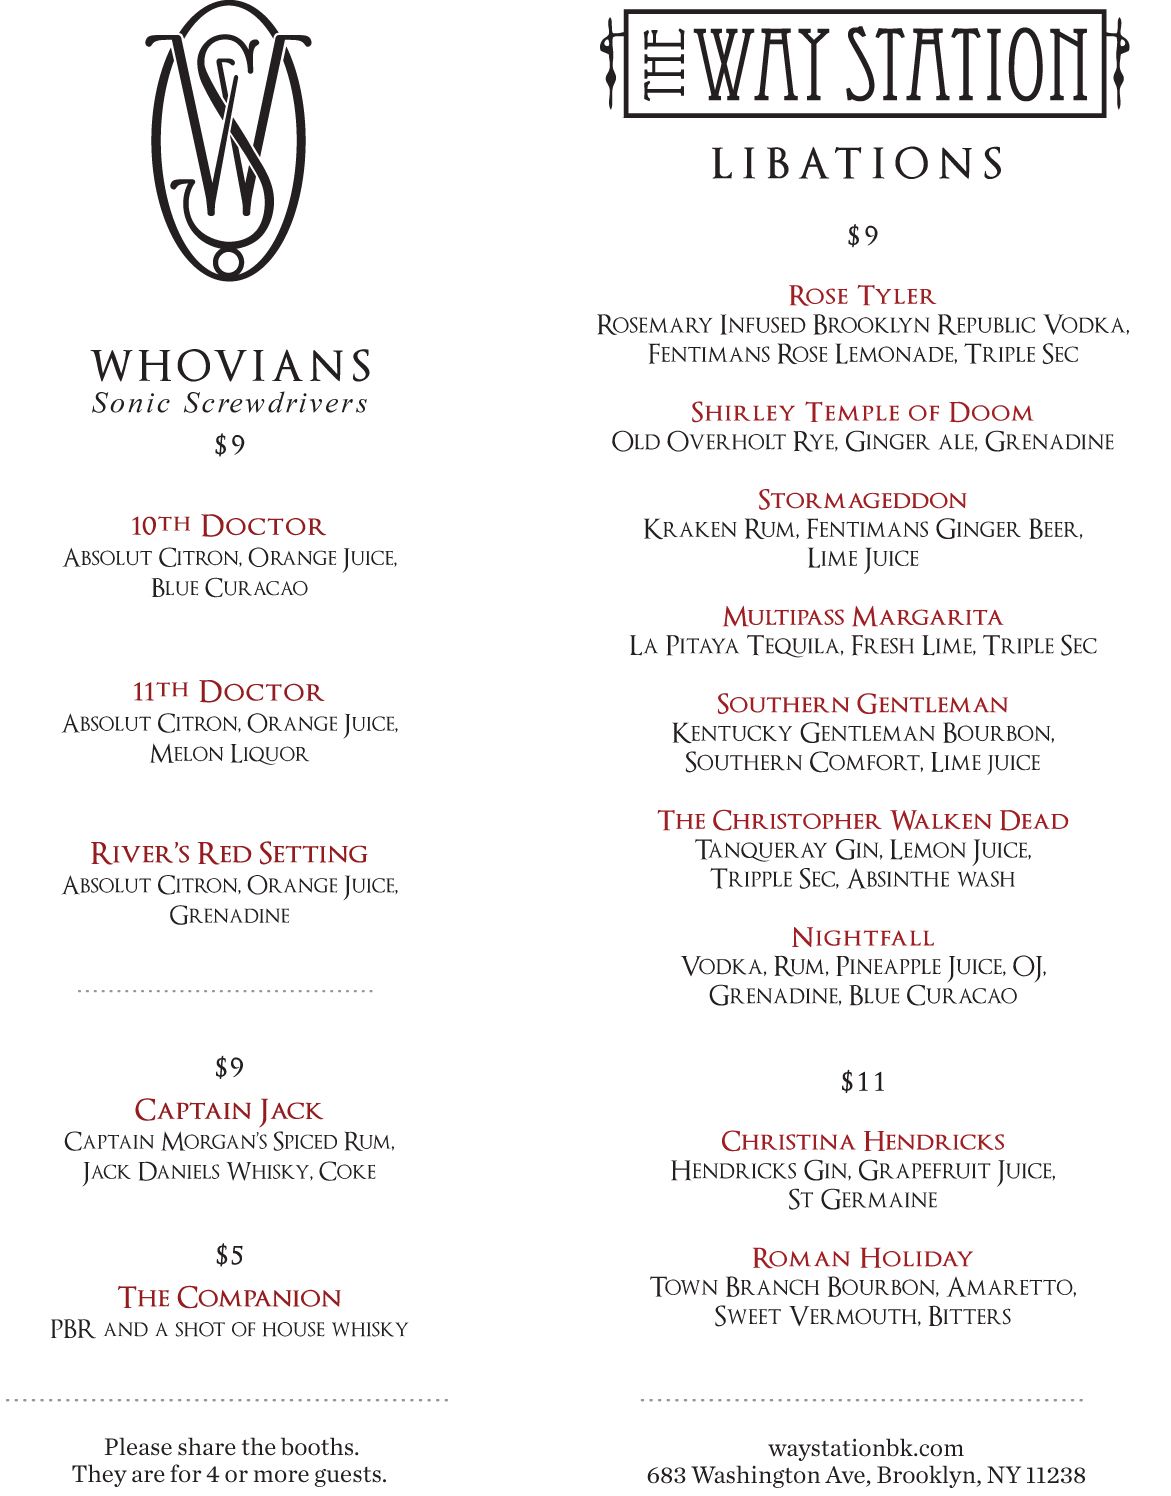 WS
WHOVIANS
Sonic Screwdrivers
$9
10TH DOCTOR
ABSOLUT CITRON, ORANGE JUICE,
BLUE CURACAO
11TH DOCTOR
ABSOLUT CITRON, ORANGE JUICE,
MELON LIQUOR
RIVER'S RED SETTING
ABSOLUT CITRON, ORANGE JUICE,
GRENADINE
$9
CAPTAIN JACK
CAPTAIN MORGAN'S SPICED RUM,
JACK DANIELS WHISKY, COKE
$5
THE COMPANION
PBR AND A SHOT OF HOUSE WHISKY
Please share the booths.
They are for 4 or more guests.
THE WAY STATION
LIBATIONS
$9
ROSE TYLER
ROSEMARY INFUSED BROOKLYN REPUBLIC VODKA,
FENTIMANS ROSE LEMONADE, TRIPLE SEC
SHIRLEY TEMPLE OF DOOM
OLD OVERHOLT RYE, GINGER ALE, GRENADINE
STORMAGEDDON
KRAKEN RUM, FENTIMANS GINGER BEER,
LIME JUICE
MULTIPASS MARGARITA
LA PITAYA TEQUILA, FRESH LIME, TRIPLE SEC
SOUTHERN GENTLEMAN
KENTUCKY GENTLEMAN BOURBON,
SOUTHERN COMFORT, LIME JUICE
THE CHRISTOPHER WALKEN DEAD
TANQUERAY GIN, LEMON JUICE,
TRIPPLE SEC, ABSINTHE WASH
NIGHTFALL
VODKA, RUM, PINEAPPLE JUICE, OJ,
GRENADINE, BLUE CURACAO
$11
CHRISTINA HENDRICKS
HENDRICKS GIN, GRAPEFRUIT JUICE,
ST GERMAINE
ROMAN HOLIDAY
TOWN BRANCH BOURBON, AMARETTO,
SWEET VERMOUTH, BITTERS
waystationbk.com
683 Washington Ave, Brooklyn, NY 11238